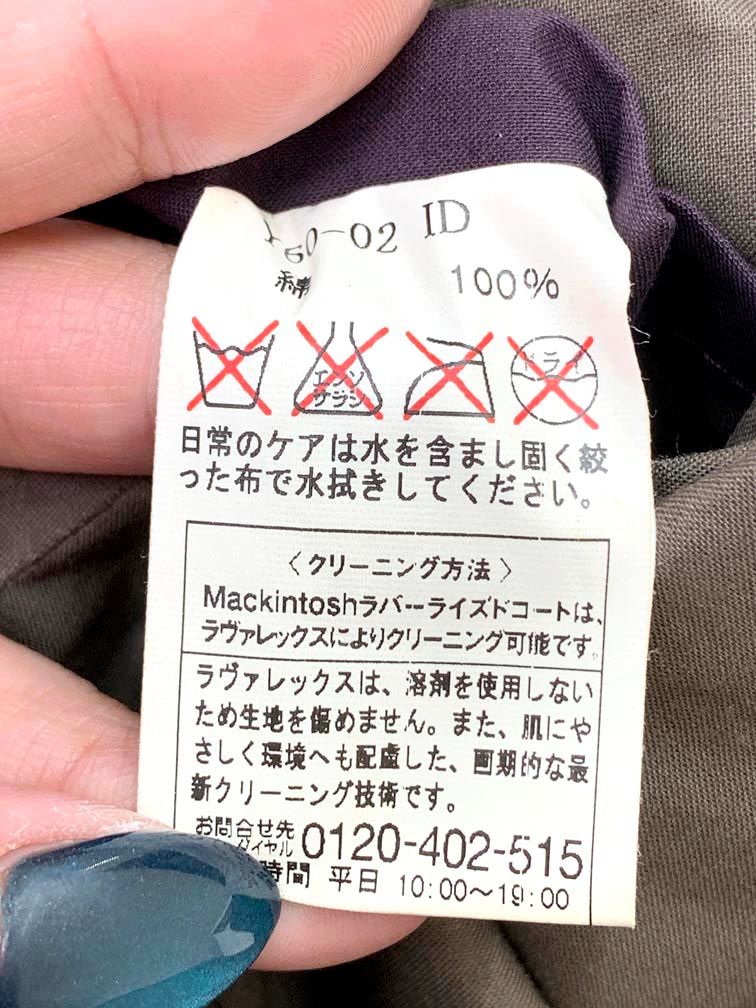 60-02 ID
綿 100%
エンソ
サラシ
ドライ
日常のケアは水を含まし固く絞
った布で水拭きしてください。
〈クリーニング方法〉
Mackintoshラバーライズドコートは、
ラヴァレックスによりクリーニング可能です。
ラヴァレックスは、溶剤を使用しない
ため生地を傷めません。また、肌にや
さしく環境へも配慮した、画期的な最
新クリーニング技術です。
お問合せ先
ダイヤル 0120-402-515
時間 平日 10:00〜19:00